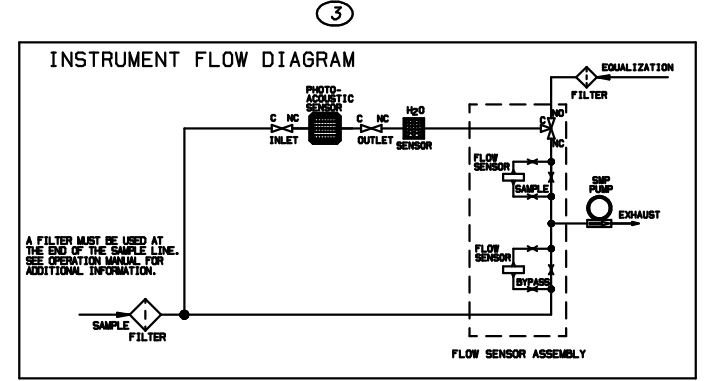 3
INSTRUMENT FLOW DIAGRAM
EQUALIZATION
FILTER
PHOTO-
ACOUSTIC
SENSOR
C NC
INLET
C NC
OUTLET
H2O
SENSOR
NO
C
NC
FLOW
SENSOR
SAMPLE
SMP
PUMP
EXHAUST
A FILTER MUST BE USED AT
THE END OF THE SAMPLE LINE.
SEE OPERATION MANUAL FOR
ADDITIONAL INFORMATION.
FLOW
SENSOR
BYPASS
SAMPLE
FILTER
FLOW SENSOR ASSEMBLY